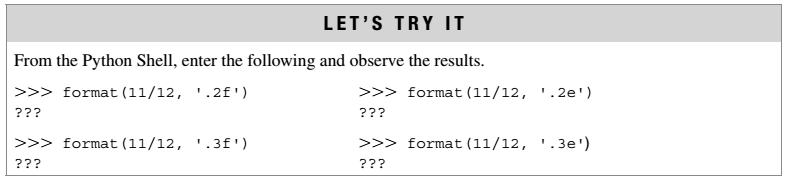 LET'S TRY IT
From the Python Shell, enter the following and observe the results.
>>> format(11/12, '.2f')
???
>>> format(11/12, '.2e')
???
>>> format(11/12, '.3f')
???
>>> format(11/12, '.3e')
???